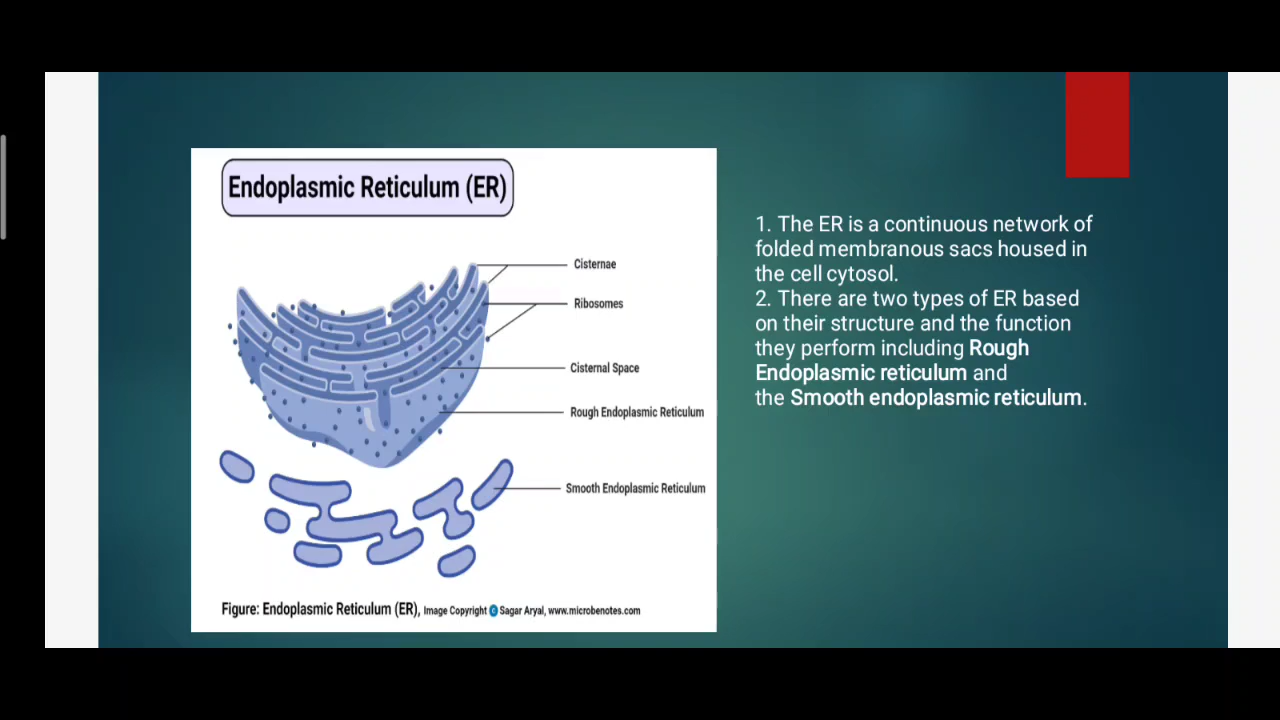 Endoplasmic Reticulum (ER)
Cisternae
Ribosomes
Cisternal Space
Rough Endoplasmic Reticulum
Smooth Endoplasmic Reticulum
Figure: Endoplasmic Reticulum (ER), Image Copyright © Sagar Aryal, www.microbenotes.com
1. The ER is a continuous network of
folded membranous sacs housed in
the cell cytosol.
2. There are two types of ER based
on their structure and the function
they perform including Rough
Endoplasmic reticulum and
the Smooth endoplasmic reticulum.